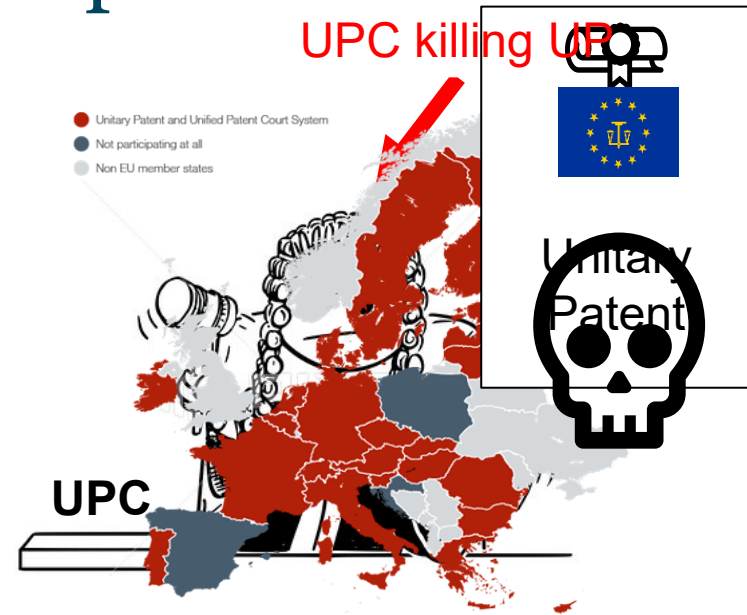 p
UPC killing UP
Unitary Patent and Unified Patent Court System
Not participating at all
Non EU member states
Unitary
Patent
UPC